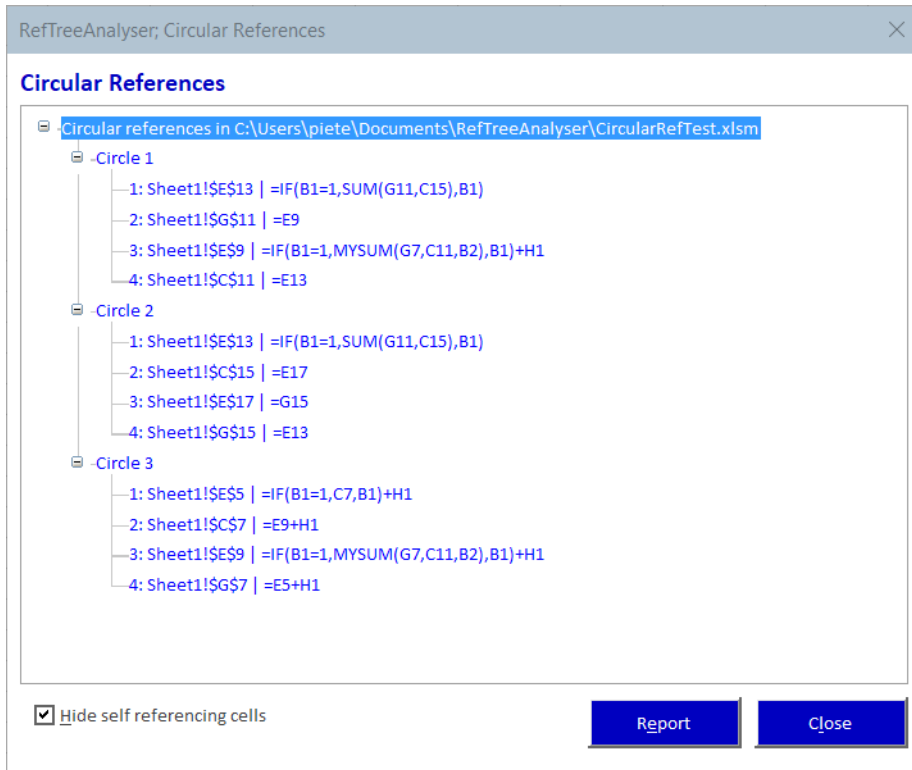 RefTreeAnalyser; Circular References
Circular References
Circular references in C:\Users\piete\Documents\RefTreeAnalyser\CircularRefTest.xlsm
Circle 1
1: Sheet1!$E$13 | =IF(B1=1,SUM(G11,C15),B1)
2: Sheet1!$G$11 | =E9
3: Sheet1!$E$9 | =IF(B1=1,MYSUM(G7,C11,B2),B1)+H1
4: Sheet1!$C$11 | =E13
Circle 2
1: Sheet1!$E$13 | =IF(B1=1,SUM(G11,C15),B1)
2: Sheet1!$C$15 | =E17
3: Sheet1!$E$17 | =G15
4: Sheet1!$G$15 | =E13
Circle 3
1: Sheet1!$E$5 | =IF(B1=1,C7,B1)+H1
2: Sheet1!$C$7 | =E9+H1
3: Sheet1!$E$9 | =IF(B1=1,MYSUM(G7,C11,B2),B1)+H1
4: Sheet1!$G$7 | =E5+H1
Hide self referencing cells
Report
Close